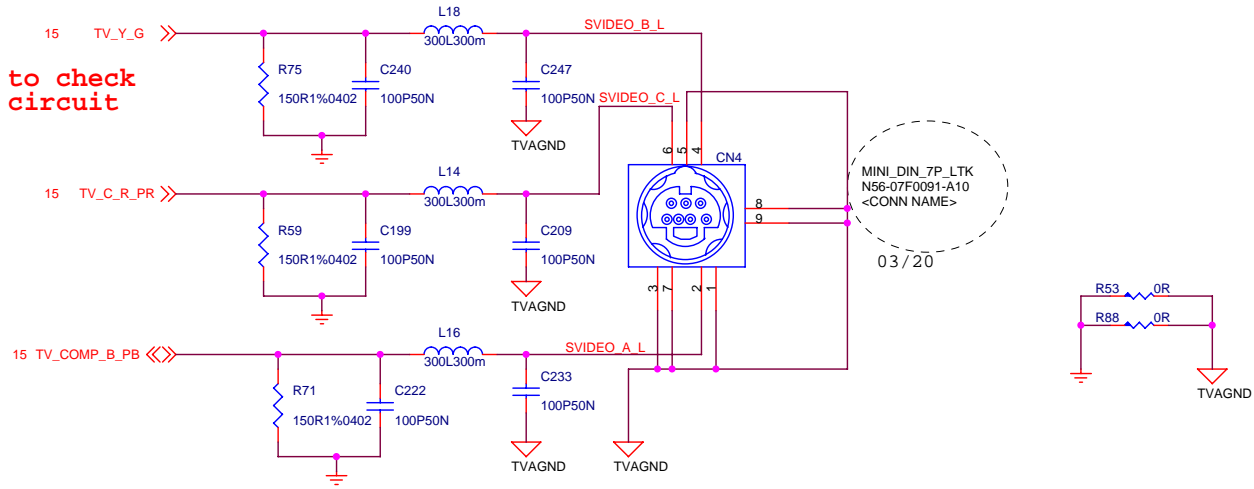 15 TV_Y_G
L18
300L300m
SVIDEO_B_L
R75
150R1%0402
C240
100P50N
C247
100P50N
TVAGND
to check
circuit
SVIDEO_C_L
6
5
4
CN4
MINI_DIN_7P_LTK
N56-07F0091-A10
<CONN NAME>
03/20
8
9
3
7
2
1
15 TV_C_R_PR
L14
300L300m
R59
150R1%0402
C199
100P50N
C209
100P50N
TVAGND
15 TV_COMP_B_PB
L16
300L300m
SVIDEO_A_L
R71
150R1%0402
C222
100P50N
C233
100P50N
TVAGND
TVAGND
R53 0R
R88 0R
TVAGND